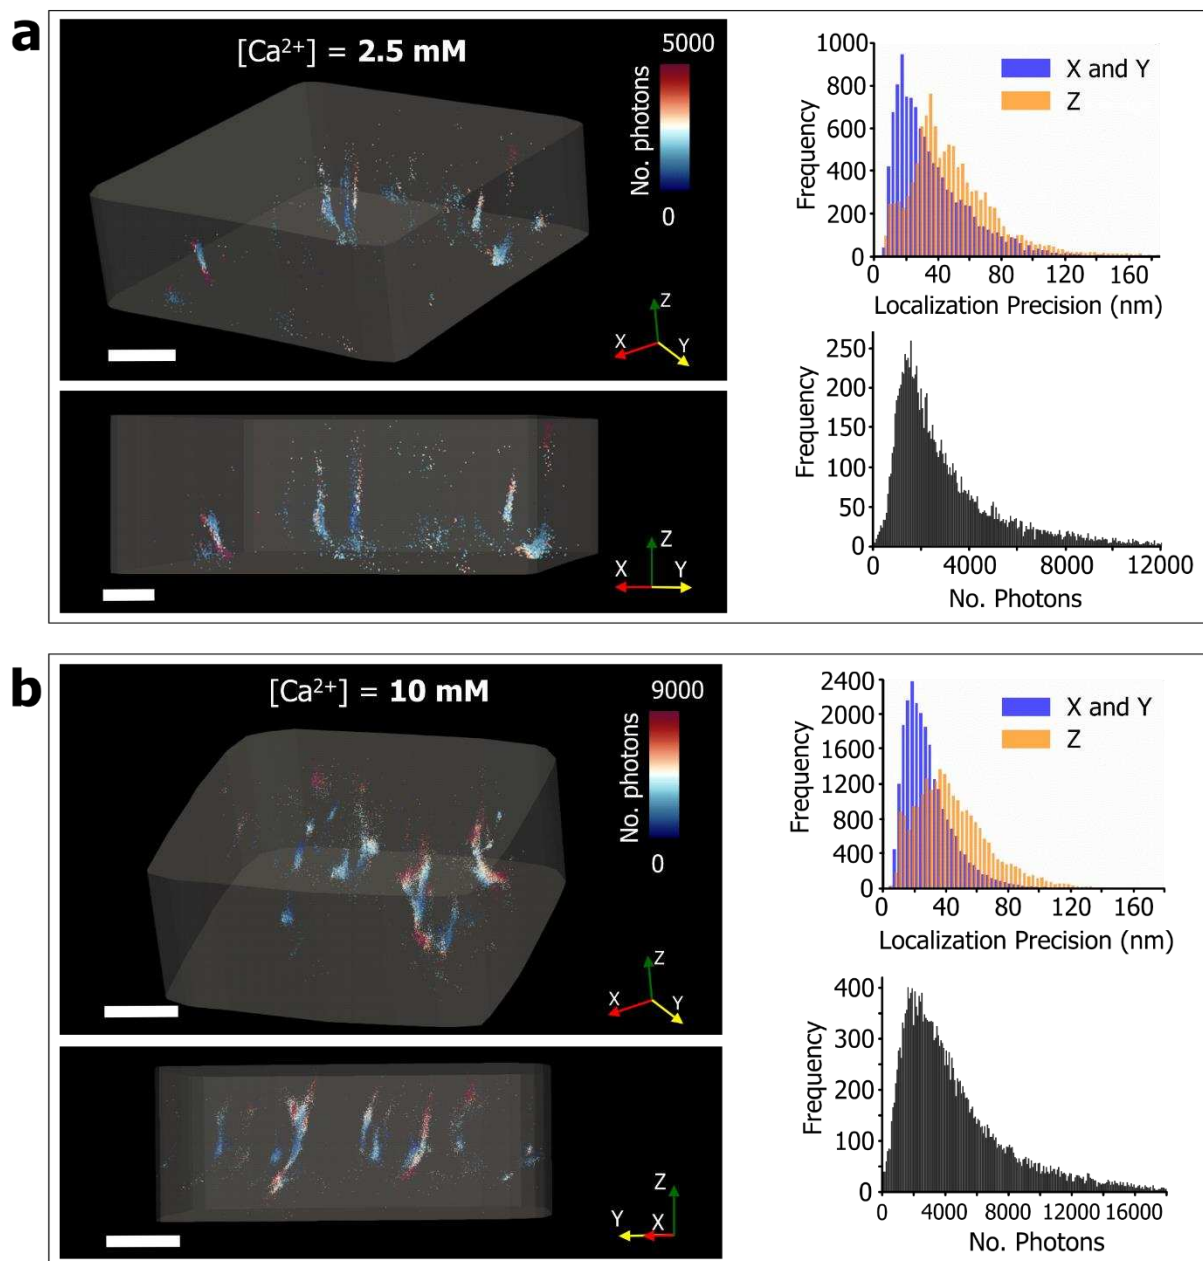 a
[Ca²⁺] = 2.5 mM
5000
No. photons
0
Z
X
Y
Z
X
Y
1000
800
600
400
200
0
Frequency
X and Y
Z
0
40
80
120
160
Localization Precision (nm)
250
200
150
100
50
0
Frequency
0
4000
8000
12000
No. Photons
b
[Ca²⁺] = 10 mM
9000
No. photons
0
Z
X
Y
Z
Y
X
2400
2000
1600
1200
800
400
0
Frequency
X and Y
Z
0
40
80
120
160
Localization Precision (nm)
400
300
200
100
0
Frequency
0
4000
8000
12000
16000
No. Photons